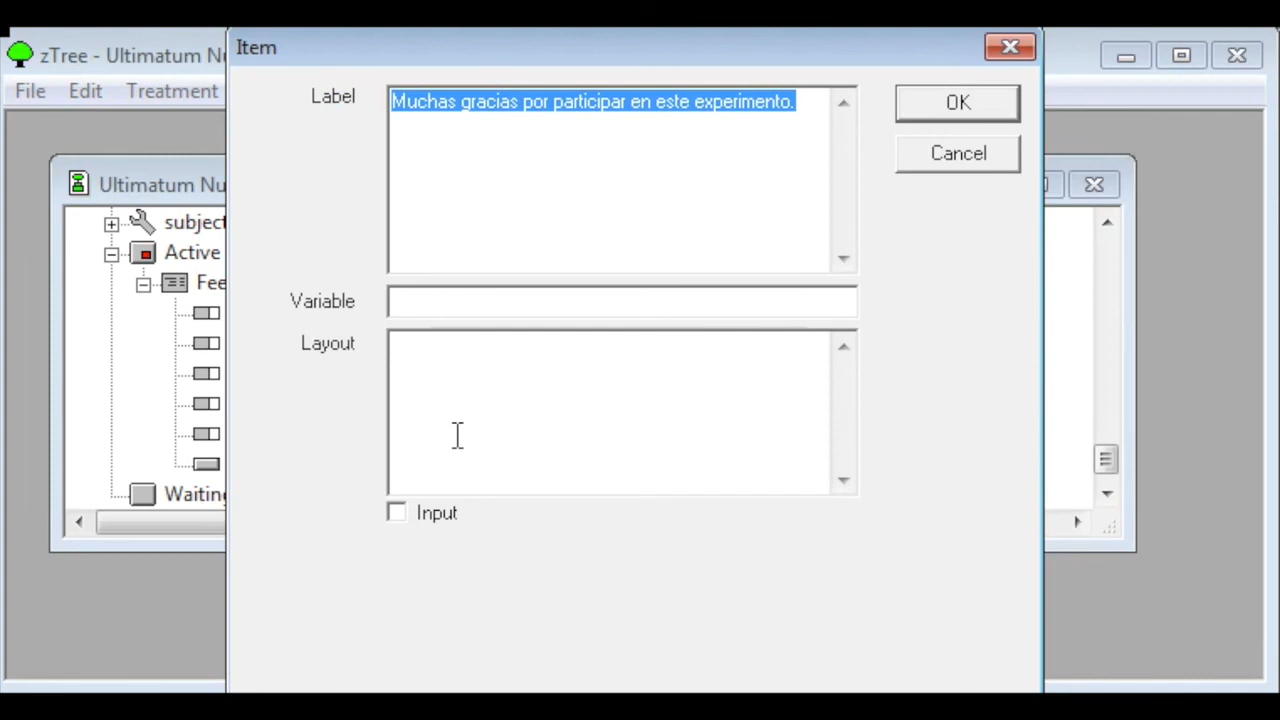 Item
zTree - Ultimatum Nu
File Edit Treatment
Label
Muchas gracias por participar en este experimento.
OK
Cancel
Ultimatum Nu
subject
Active
Fee
Variable
Layout
Waiting
Input